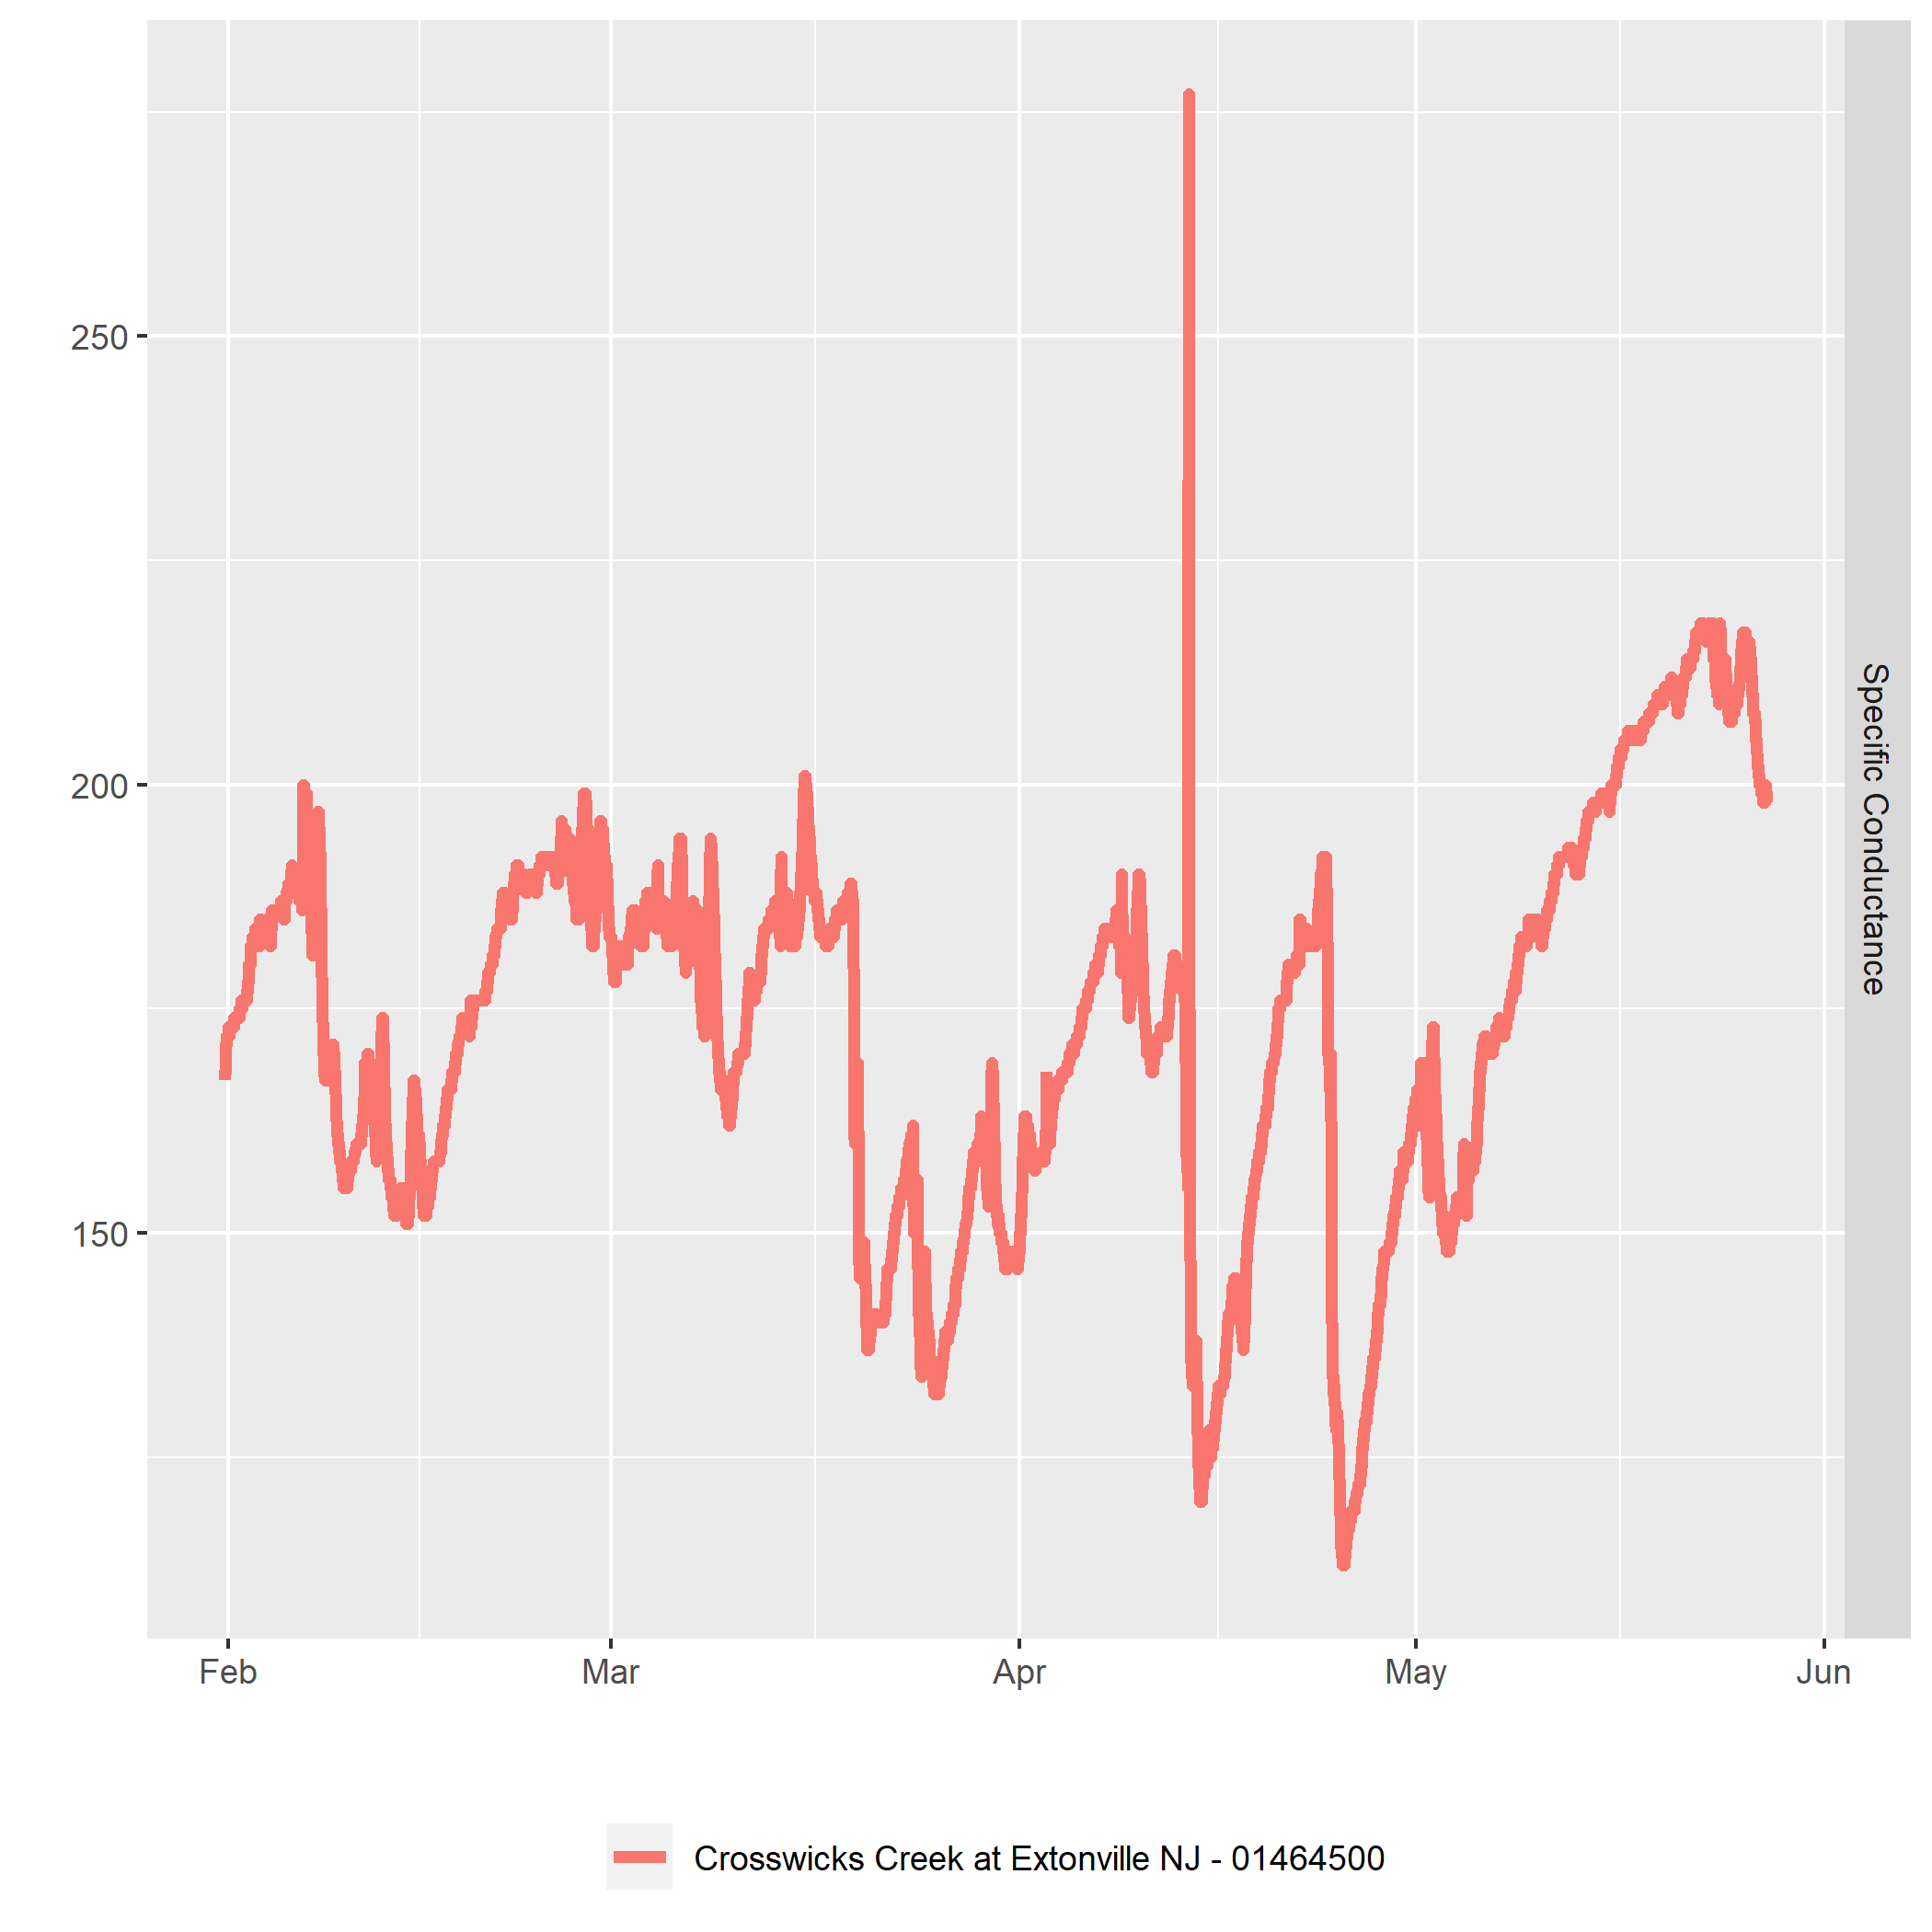 250
200
150
Specific Conductance
Feb
Mar
Apr
May
Jun
Crosswicks Creek at Extonville NJ - 01464500